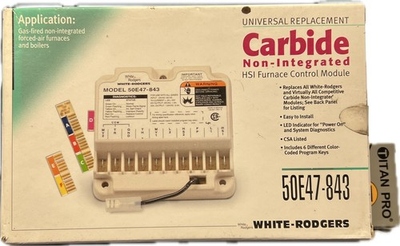 Application:
Gas-fired non-integrated
forced-air furnaces
and boilers
UNIVERSAL REPLACEMENT
Carbide
Non-Integrated
HSI Furnace Control Module
• Replaces All White-Rodgers
and Virtually All Competitive
Carbide Non-Integrated
Modules; See Back Panel
for Listing
• Easy to Install
• LED Indicator for "Power On"
and System Diagnostics
• CSA Listed
• Includes 6 Different Color-
Coded Program Keys
White-
Rodgers
MODEL 50E47-843
50E47-843
WHITE-RODGERS
TITAN PRO